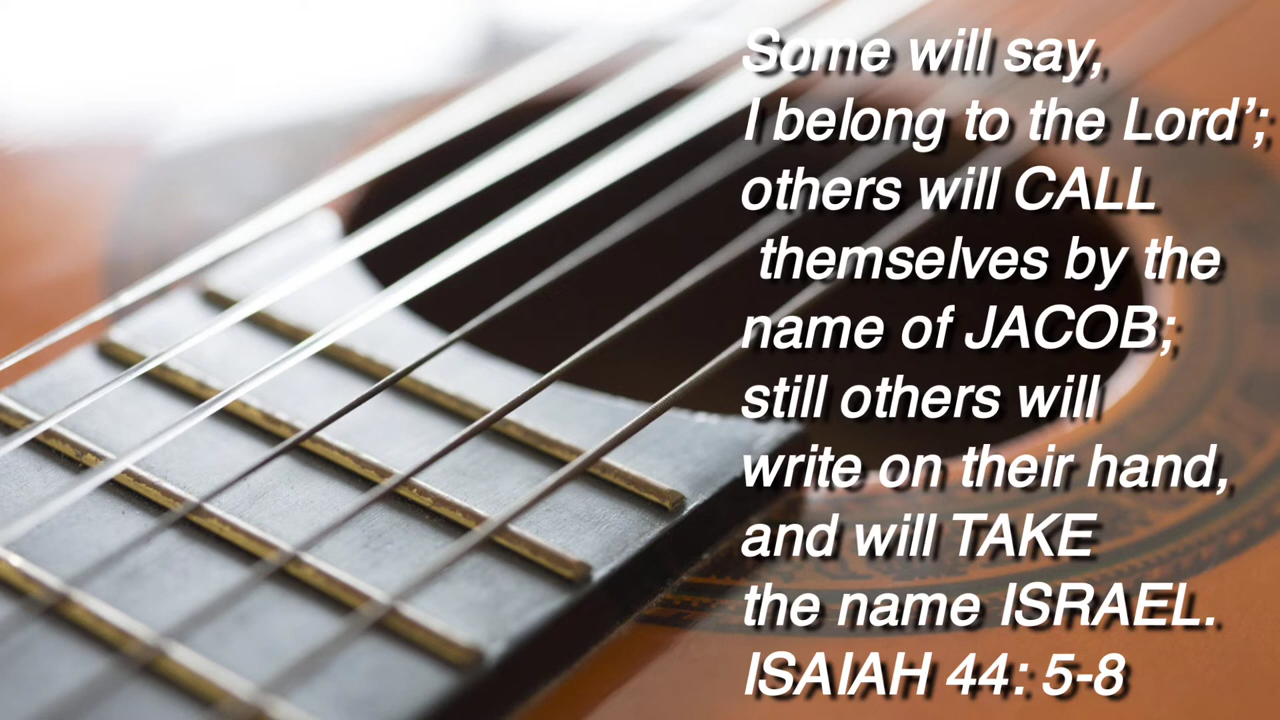 Some will say,
I belong to the Lord’;
others will CALL
themselves by the
name of JACOB;
still others will
write on their hand,
and will TAKE
the name ISRAEL.
ISAIAH 44: 5-8